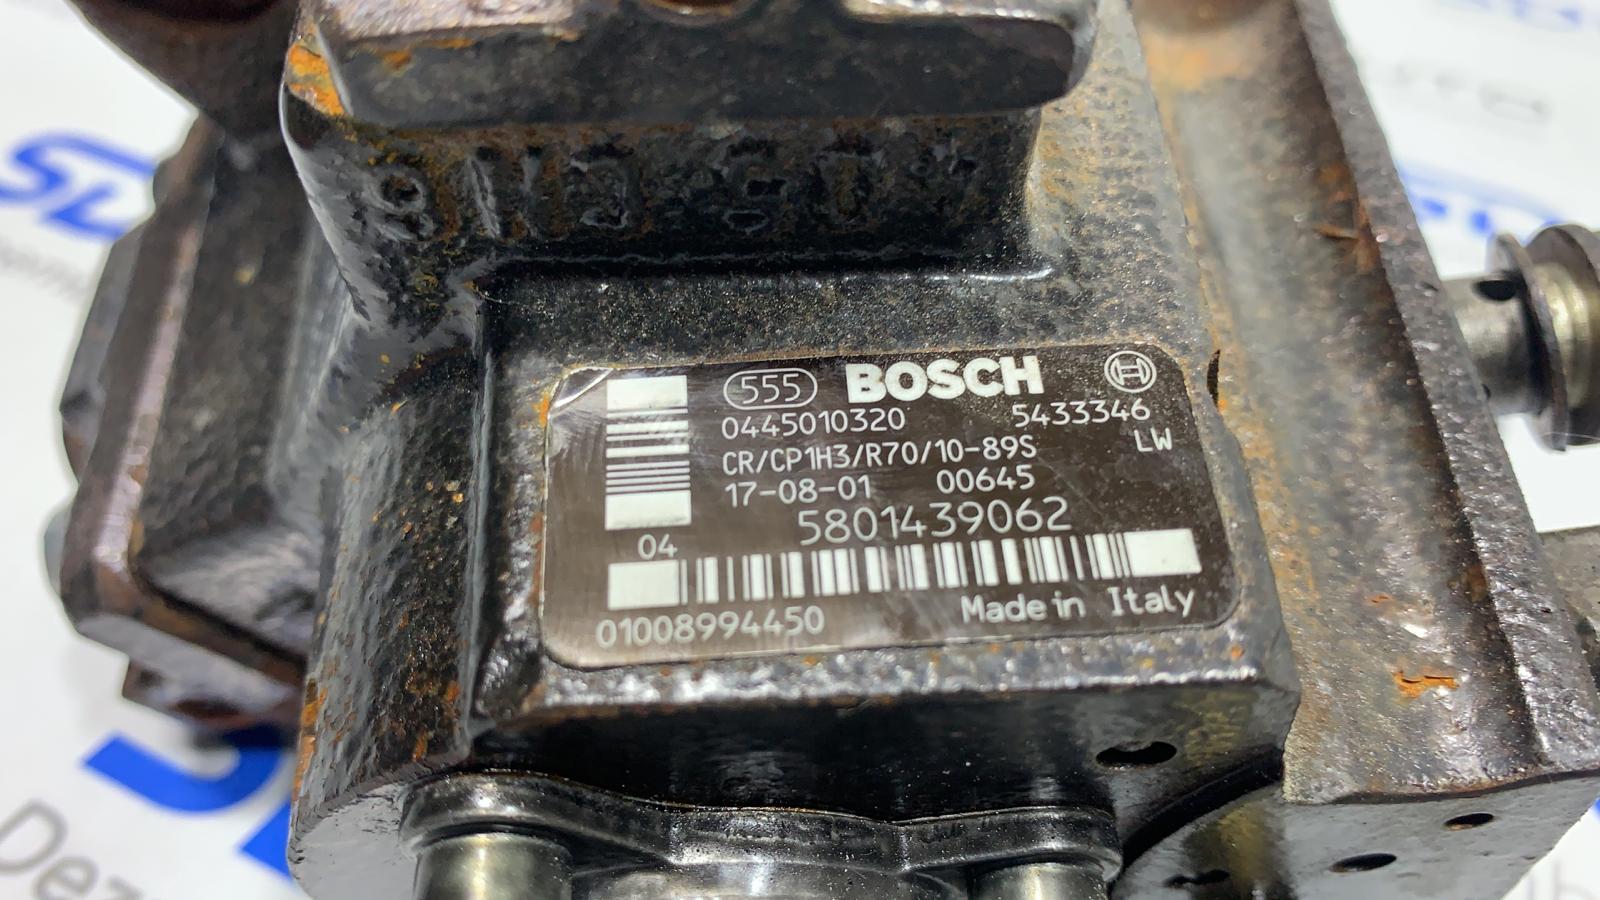 555 BOSCH
0445010320 5433346
CR/CP1H3/R70/10-89S LW
17-08-01 00645
5801439062
04
01008994450 Made in Italy
Dez